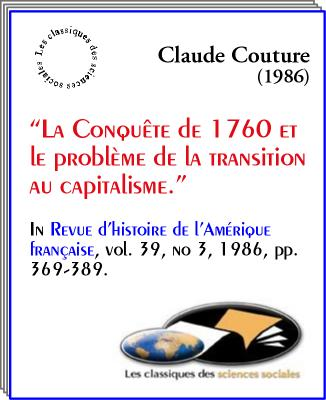 Les classiques des sciences sociales
Claude Couture
(1986)
“La Conquête de 1760 et
le problème de la transition
au capitalisme.”
In Revue d’histoire de l’Amérique
française, vol. 39, no 3, 1986, pp.
369-389.
Les classiques des sciences sociales